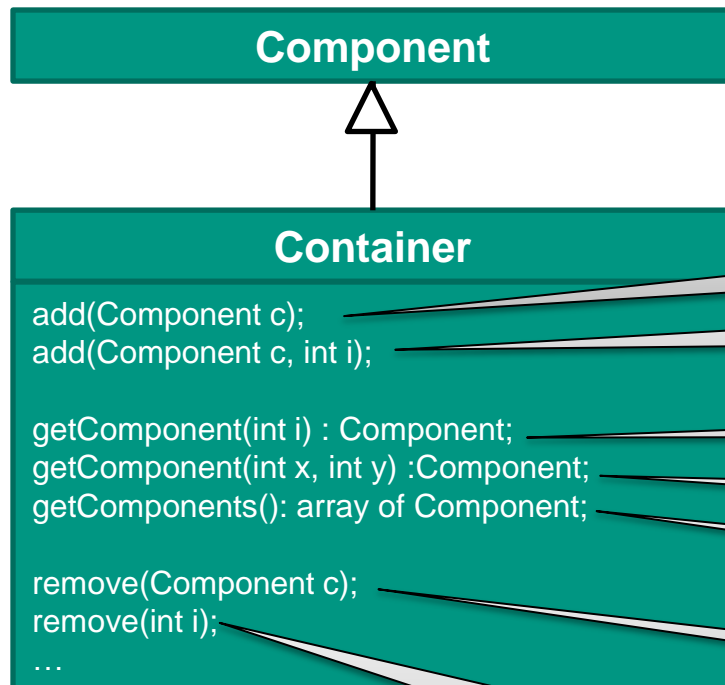 Component
Container
add(Component c);
add(Component c, int i);
getComponent(int i) : Component;
getComponent(int x, int y) :Component;
getComponents(): array of Component;
remove(Component c);
remove(int i);
…